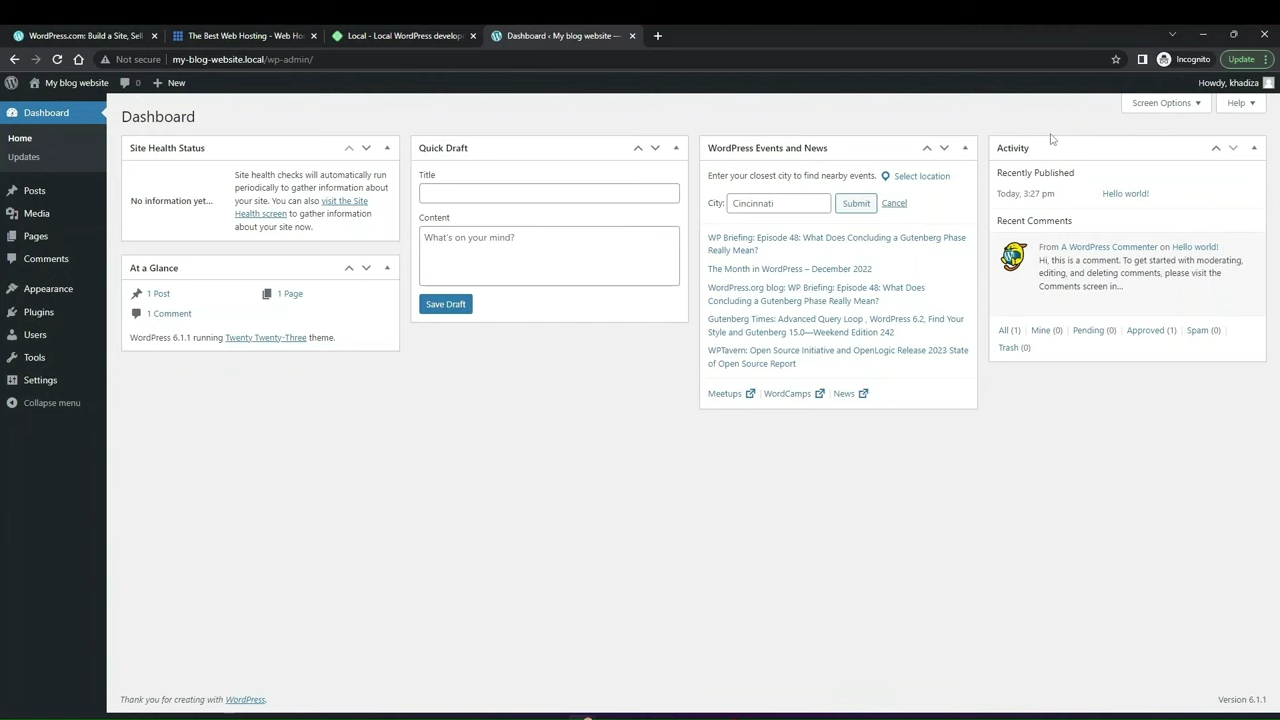 WordPress.com: Build a Site, Sell
The Best Web Hosting - Web Hos
Local - Local WordPress develop
Dashboard ‹ My blog website —
Not secure
my-blog-website.local/wp-admin/
Incognito
Update
My blog website
0
New
Howdy, khadiza
Dashboard
Home
Updates
Posts
Media
Pages
Comments
Appearance
Plugins
Users
Tools
Settings
Collapse menu
Screen Options
Help
Dashboard
Site Health Status
No information yet...
Site health checks will automatically run
periodically to gather information about
your site. You can also visit the Site
Health screen to gather information
about your site now.
At a Glance
1 Post
1 Page
1 Comment
WordPress 6.1.1 running Twenty Twenty-Three theme.
Quick Draft
Title
Content
What's on your mind?
Save Draft
WordPress Events and News
Enter your closest city to find nearby events. Select location
City: Cincinnati Submit Cancel
WP Briefing: Episode 48: What Does Concluding a Gutenberg Phase
Really Mean?
The Month in WordPress – December 2022
WordPress.org blog: WP Briefing: Episode 48: What Does
Concluding a Gutenberg Phase Really Mean?
Gutenberg Times: Advanced Query Loop , WordPress 6.2, Find Your
Style and Gutenberg 15.0—Weekend Edition 242
WPTavern: Open Source Initiative and OpenLogic Release 2023 State
of Open Source Report
Meetups | WordCamps | News
Activity
Recently Published
Today, 3:27 pm Hello world!
Recent Comments
From A WordPress Commenter on Hello world!
Hi, this is a comment. To get started with moderating,
editing, and deleting comments, please visit the
Comments screen in...
All (1) | Mine (0) | Pending (0) | Approved (1) | Spam (0) |
Trash (0)
Thank you for creating with WordPress.
Version 6.1.1